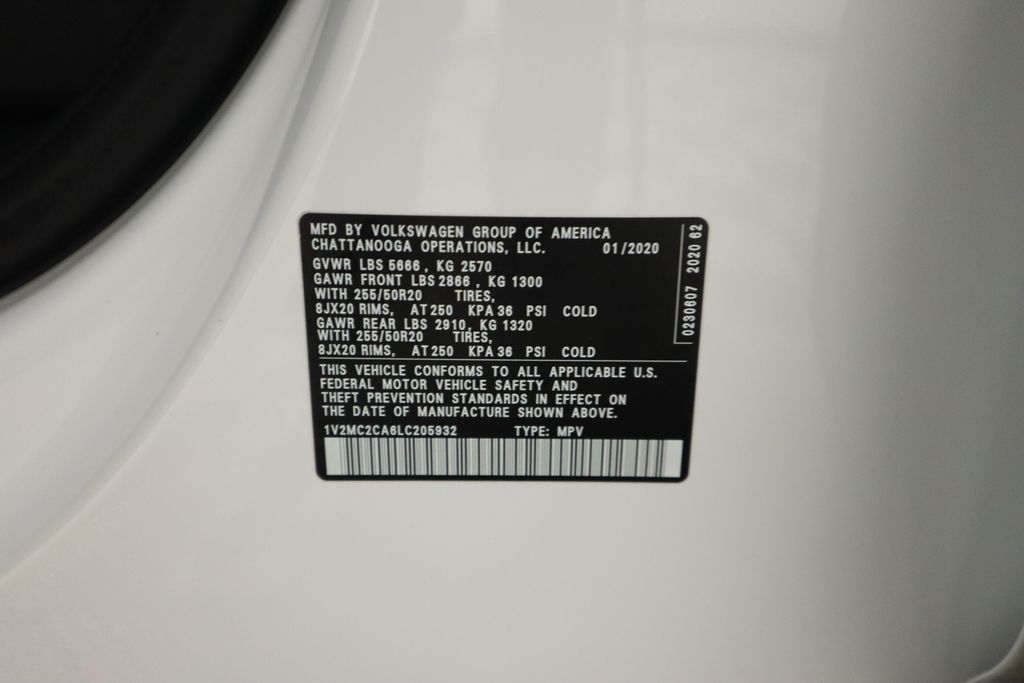 MFD BY VOLKSWAGEN GROUP OF AMERICA
CHATTANOOGA OPERATIONS, LLC. 01/2020
GVWR LBS 5666, KG 2570
GAWR FRONT LBS 2866, KG 1300
WITH 255/50R20 TIRES,
8JX20 RIMS, AT 250 KPA 36 PSI COLD
GAWR REAR LBS 2910, KG 1320
WITH 255/50R20 TIRES,
8JX20 RIMS, AT 250 KPA 36 PSI COLD
THIS VEHICLE CONFORMS TO ALL APPLICABLE U.S.
FEDERAL MOTOR VEHICLE SAFETY AND
THEFT PREVENTION STANDARDS IN EFFECT ON
THE DATE OF MANUFACTURE SHOWN ABOVE.
1V2MC2CA6LC205932 TYPE: MPV
0230607 2020 62